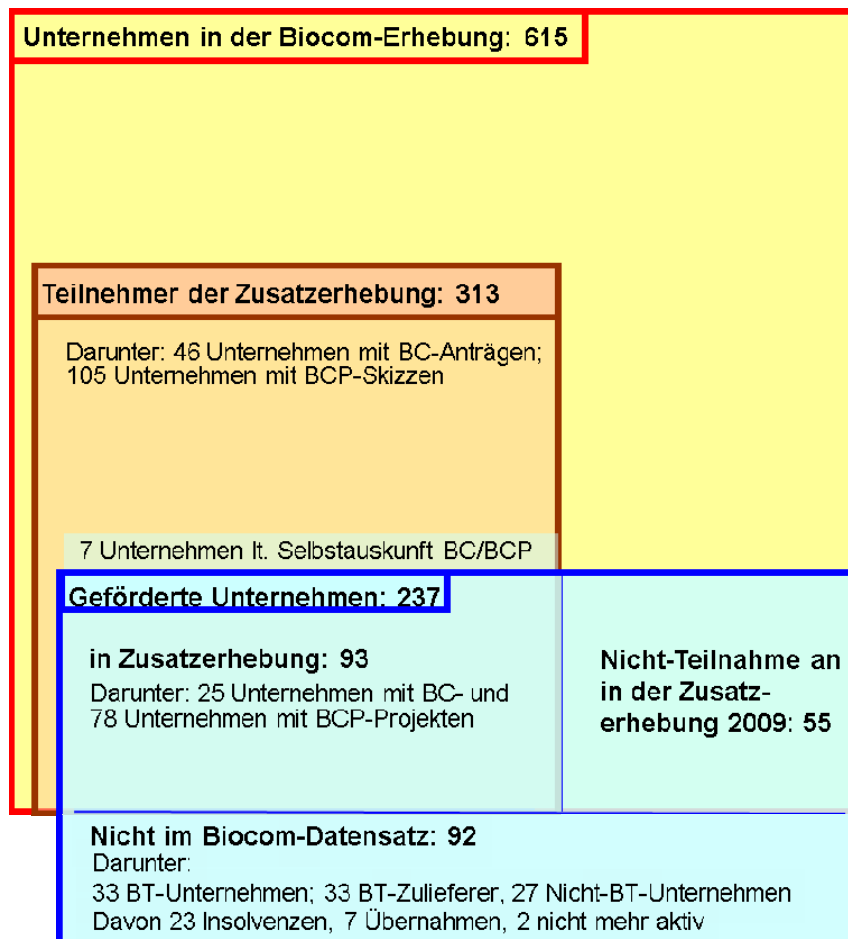 Unternehmen in der Biocom-Erhebung: 615
Teilnehmer der Zusatzerhebung: 313
Darunter: 46 Unternehmen mit BC-Anträgen;
105 Unternehmen mit BCP-Skizzen
7 Unternehmen lt. Selbstauskunft BC/BCP
Geförderte Unternehmen: 237
in Zusatzerhebung: 93
Darunter: 25 Unternehmen mit BC- und
78 Unternehmen mit BCP-Projekten
Nicht-Teilnahme an
in der Zusatz-
erhebung 2009: 55
Nicht im Biocom-Datensatz: 92
Darunter:
33 BT-Unternehmen; 33 BT-Zulieferer, 27 Nicht-BT-Unternehmen
Davon 23 Insolvenzen, 7 Übernahmen, 2 nicht mehr aktiv